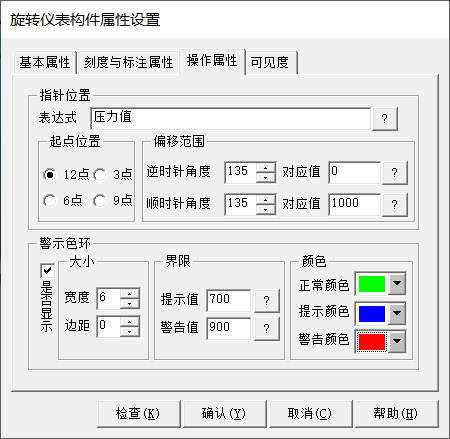 旋转仪表构件属性设置
基本属性 刻度与标注属性 操作属性 可见度
指针位置
表达式 压力值 ?
起点位置 偏移范围
12点 3点 逆时针角度 135 对应值 0 ?
6点 9点 顺时针角度 135 对应值 1000 ?
警示色环
是否显示
大小 界限 颜色
正常颜色
宽度 6 提示值 700 ? 提示颜色
边距 0 警告值 900 ? 警告颜色
检查(K) 确认(Y) 取消(C) 帮助(H)